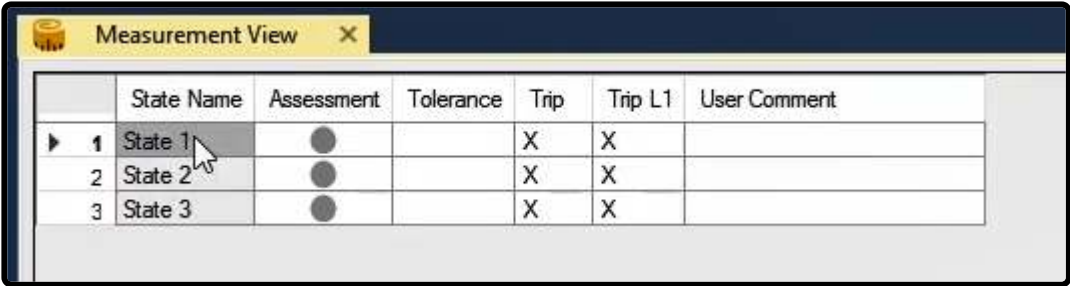 Measurement View ×
State Name Assessment Tolerance Trip Trip L1 User Comment
1 State 1 X X
2 State 2 X X
3 State 3 X X